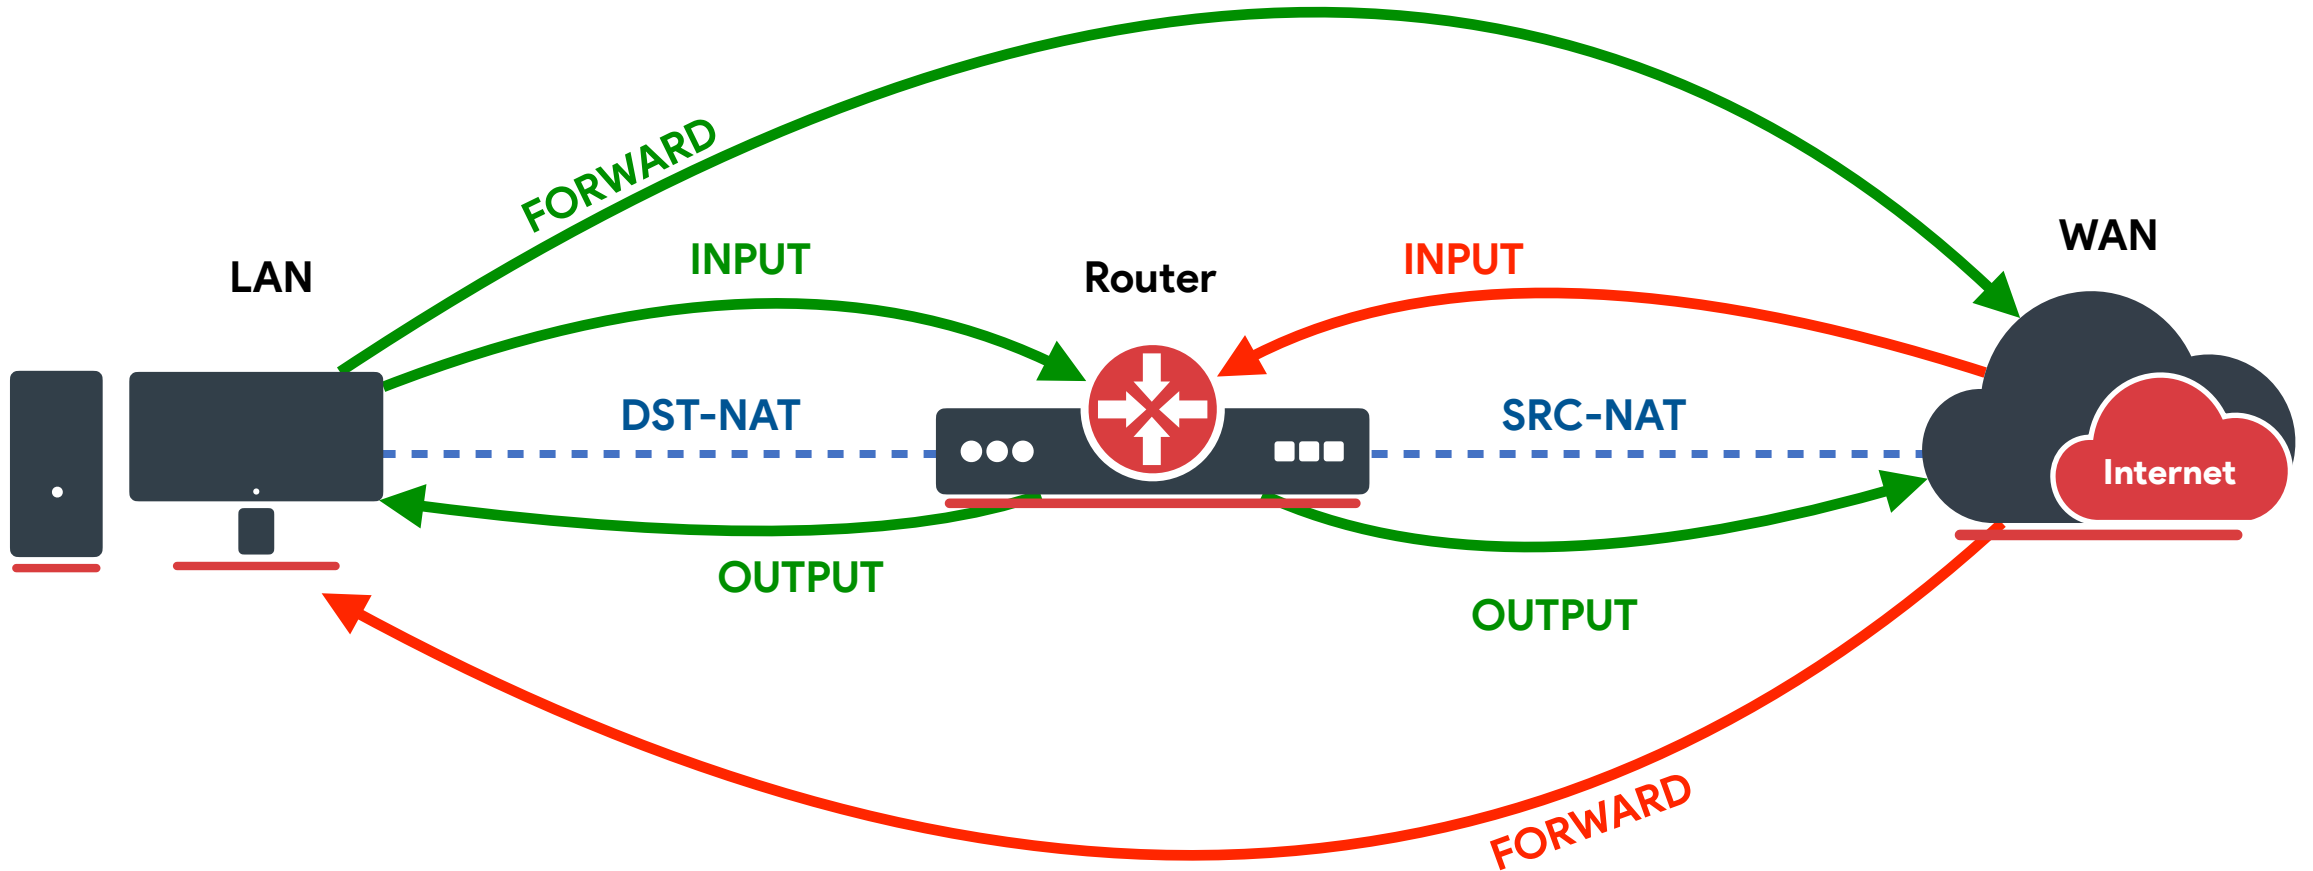 FORWARD
WAN
INPUT
INPUT
LAN
Router
DST-NAT
SRC-NAT
Internet
OUTPUT
OUTPUT
FORWARD